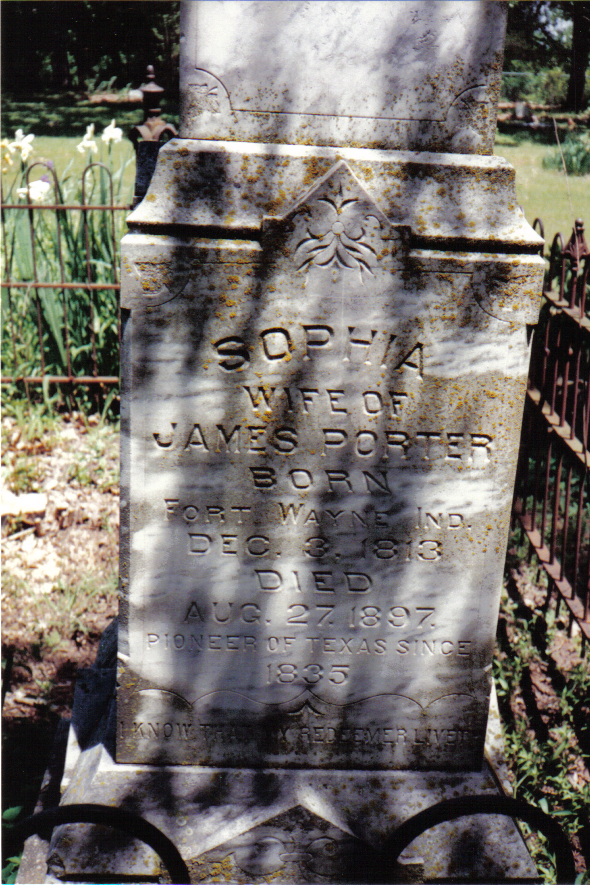 SOPHIA
WIFE OF
JAMES PORTER
BORN
FORT WAYNE IND.
DEC. 3, 1813
DIED
AUG. 27. 1897.
PIONEER OF TEXAS SINCE
1835
I KNOW THAT MY REDEEMER LIVETH